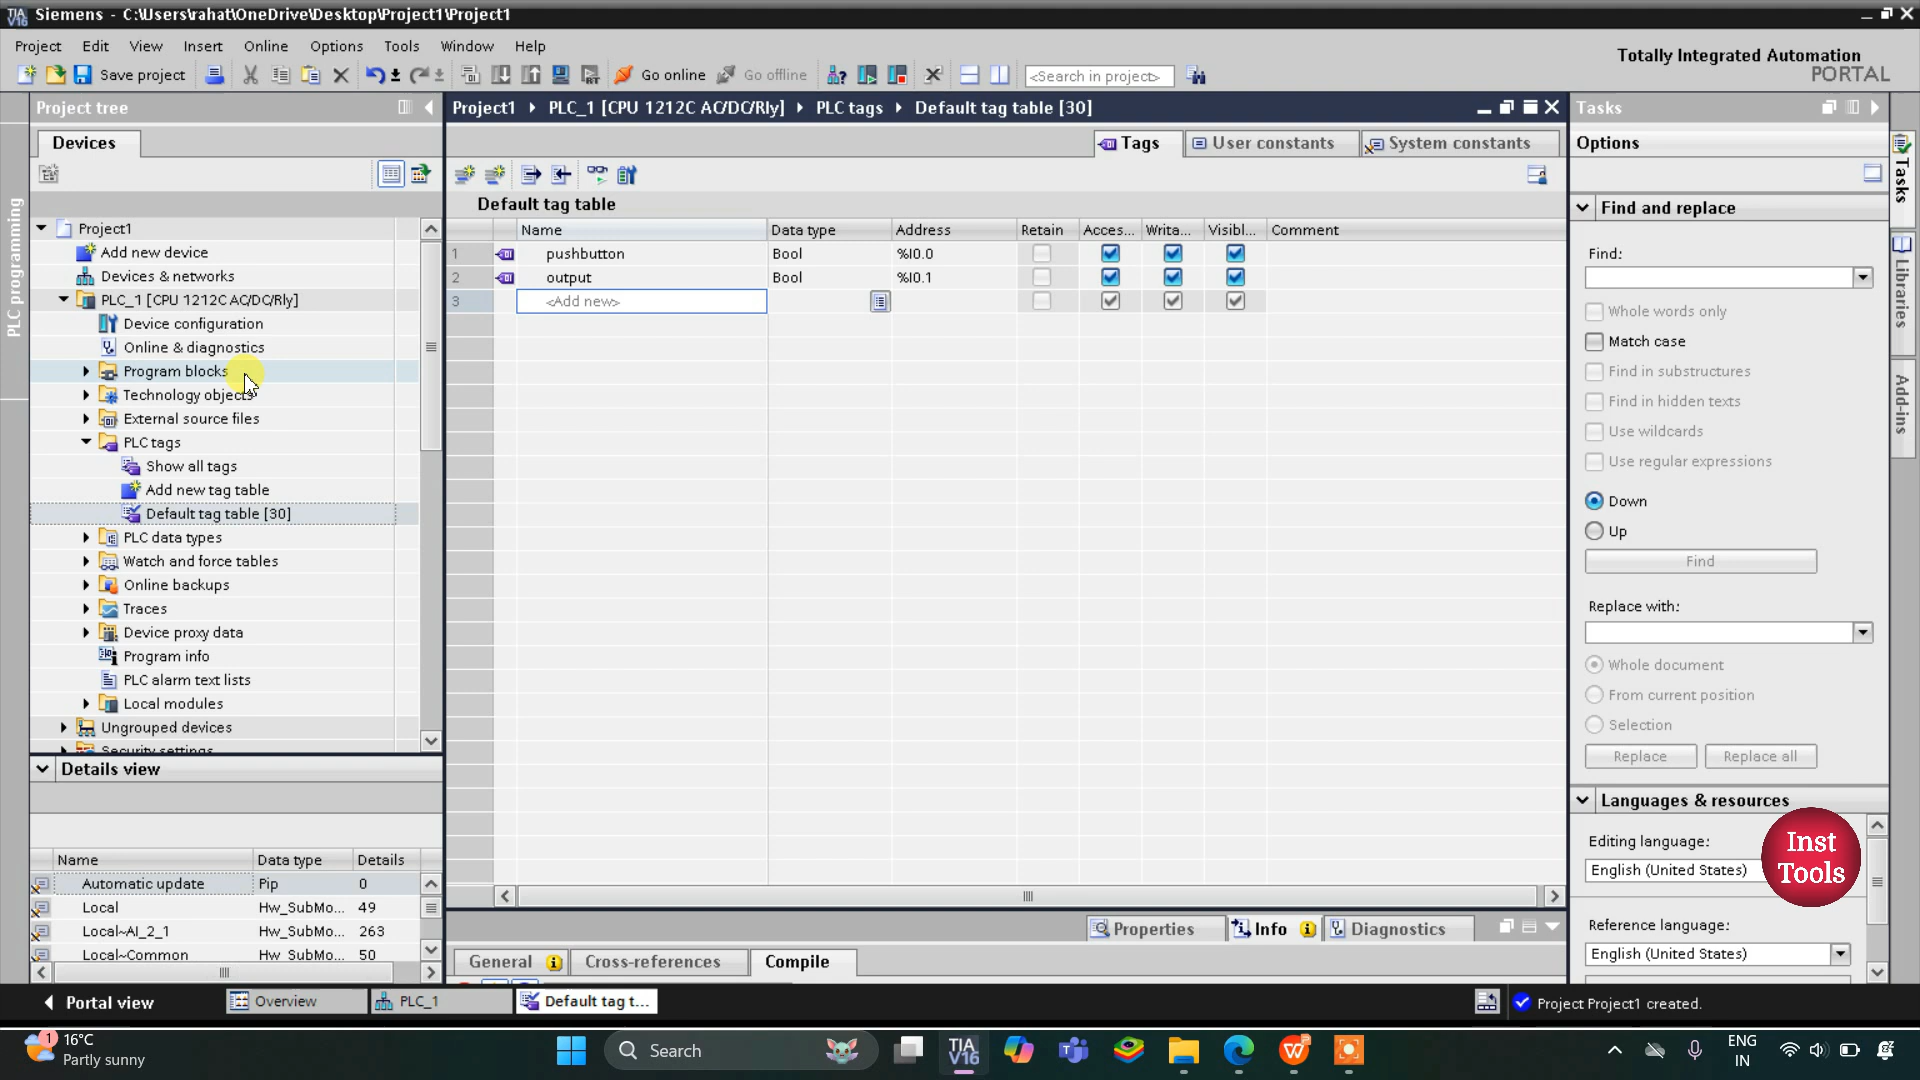 Siemens - C:\Users\rahat\OneDrive\Desktop\Project1\Project1
Project Edit View Insert Online Options Tools Window Help
Totally Integrated Automation
PORTAL
Save project
Go online
Go offline
<Search in project>
Project tree
Project1 PLC_1 [CPU 1212C AC/DC/Rly] PLC tags Default tag table [30]
Tasks
Devices
Tags User constants System constants
Options
PLC programming
Default tag table
Name Data type Address Retain Acces... Writa... Visibl... Comment
1 pushbutton Bool %I0.0
2 output Bool %I0.1
3 <Add new>
Project1
Add new device
Devices & networks
PLC_1 [CPU 1212C AC/DC/Rly]
Device configuration
Online & diagnostics
Program blocks
Technology objects
External source files
PLC tags
Show all tags
Add new tag table
Default tag table [30]
PLC data types
Watch and force tables
Online backups
Traces
Device proxy data
Program info
PLC alarm text lists
Local modules
Ungrouped devices
Security settings
Details view
Name Data type Details
Automatic update Pip 0
Local Hw_SubMo... 49
Local~AI_2_1 Hw_SubMo... 263
Local~Common Hw_SubMo... 50
Find and replace
Find:
Whole words only
Match case
Find in substructures
Find in hidden texts
Use wildcards
Use regular expressions
Down
Up
Find
Replace with:
Whole document
From current position
Selection
Replace Replace all
Languages & resources
Editing language:
English (United States)
Reference language:
English (United States)
Inst
Tools
Tasks
Libraries
Add-ins
Properties Info Diagnostics
General Cross-references Compile
Portal view Overview PLC_1 Default tag t...
Project Project1 created.
1
16°C
Partly sunny
Search
TIA
V16
ENG
IN